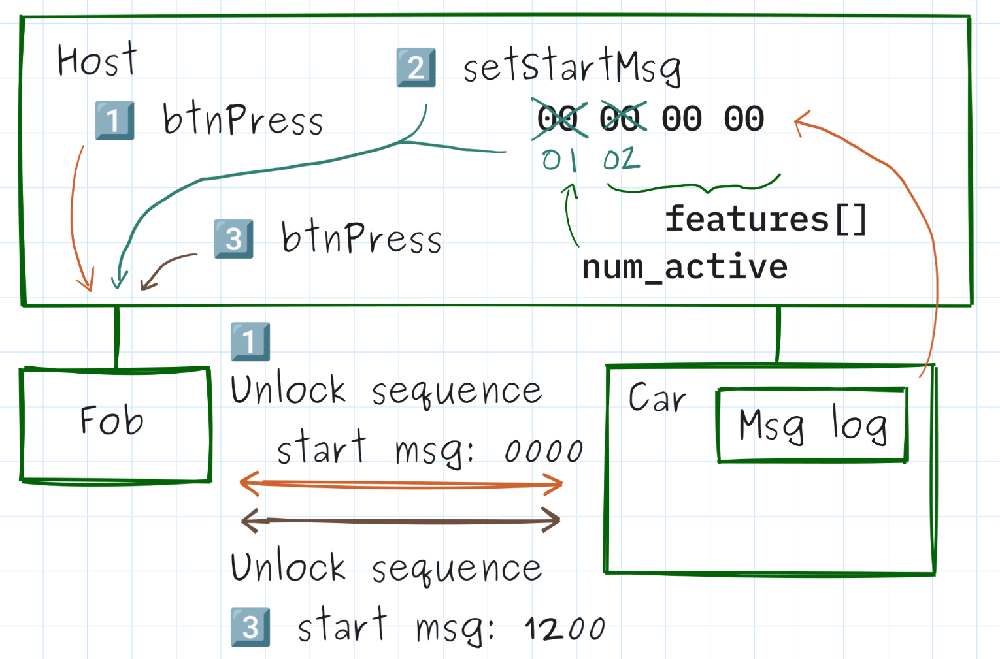 Host
2 setStartMsg
1 btnPress
00 00 00 00
01 02
features[]
3 btnPress
num_active
1
Unlock sequence
start msg: 0000
Fob
Car
Msg log
Unlock sequence
3 start msg: 1200